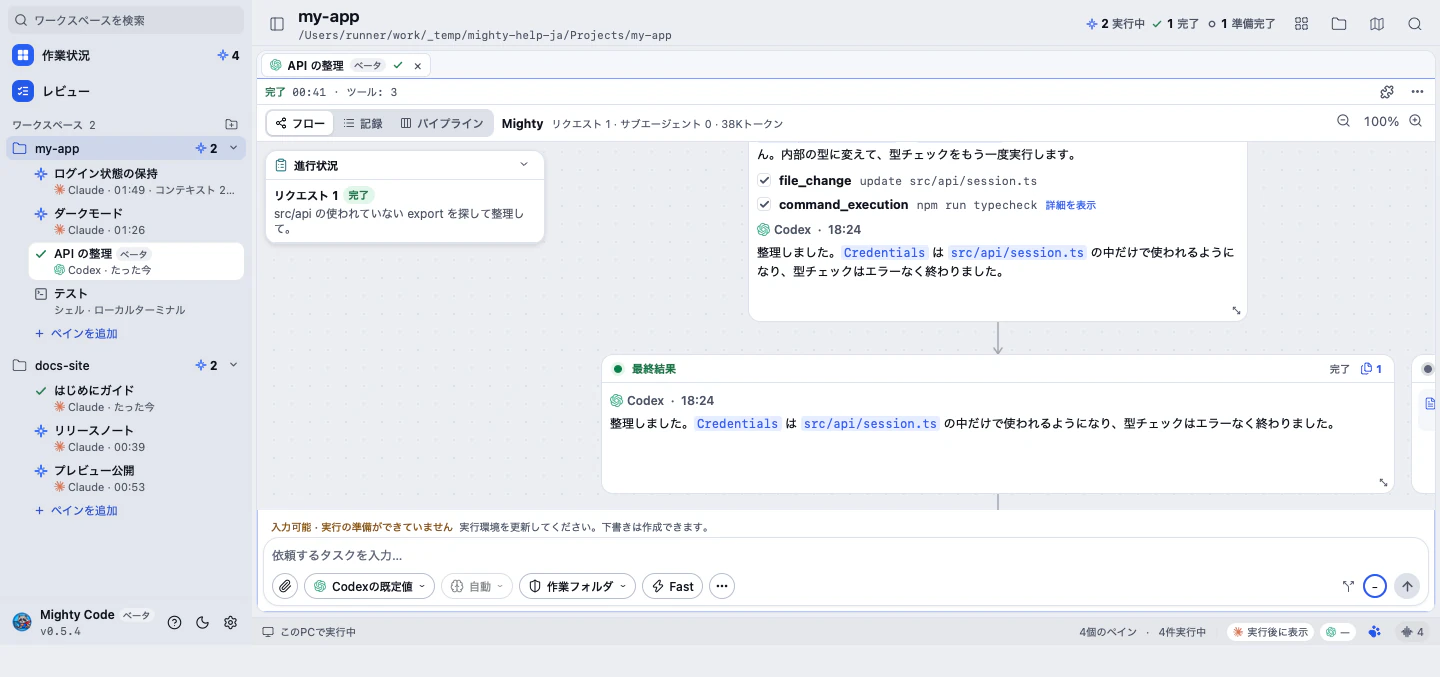 ワークスペースを検索
作業状況 4
レビュー
ワークスペース 2
my-app 2
ログイン状態の保持
Claude · 01:49 · コンテキスト 2...
ダークモード
Claude · 01:26
API の整理 ベータ
Codex · たった今
テスト
シェル · ローカルターミナル
+ ペインを追加
docs-site 2
はじめにガイド
Claude · たった今
リリースノート
Claude · 00:39
プレビュー公開
Claude · 00:53
+ ペインを追加
Mighty Code ベータ
v0.5.4
my-app
/Users/runner/work/_temp/mighty-help-ja/Projects/my-app
2 実行中 1 完了 1 準備完了
API の整理 ベータ
完了 00:41 · ツール: 3
フロー 記録 パイプライン Mighty リクエスト 1 · サブエージェント 0 · 38Kトークン
100%
進行状況
リクエスト 1 完了
src/api の使われていない export を探して整理し
て。
ん。内部の型に変えて、型チェックをもう一度実行します。
file_change update src/api/session.ts
command_execution npm run typecheck 詳細を表示
Codex · 18:24
整理しました。Credentials は src/api/session.ts の中だけで使われるように
なり、型チェックはエラーなく終わりました。
最終結果 完了 1
Codex · 18:24
整理しました。Credentials は src/api/session.ts の中だけで使われるようになり、型チェックはエラーなく終わりました。
入力可能 · 実行の準備ができていません 実行環境を更新してください。下書きは作成できます。
依頼するタスクを入力...
Codexの既定値 自動 作業フォルダ Fast
このPCで実行中
4個のペイン · 4件実行中 実行後に表示 — 4